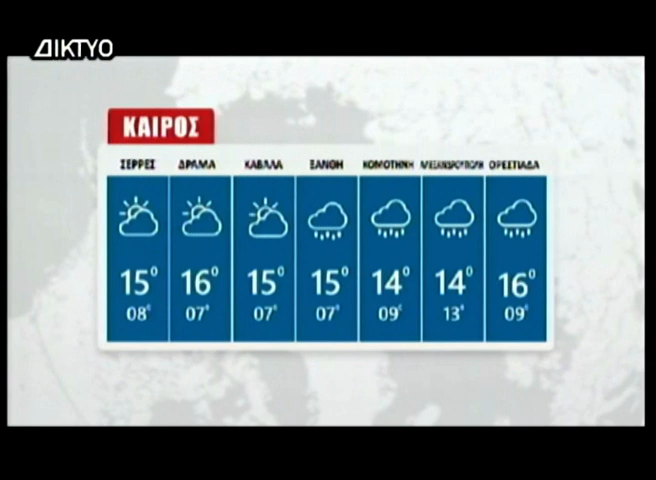 ΔΙΚΤΥΟ
ΚΑΙΡΟΣ
ΣΕΡΡΕΣ ΔΡΑΜΑ ΚΑΒΑΛΑ ΞΑΝΘΗ ΚΟΜΟΤΗΝΗ ΑΛΕΞΑΝΔΡΟΥΠΟΛΗ ΟΡΕΣΤΙΑΔΑ
15° 16° 15° 15° 14° 14° 16°
08° 07° 07° 07° 09° 13° 09°